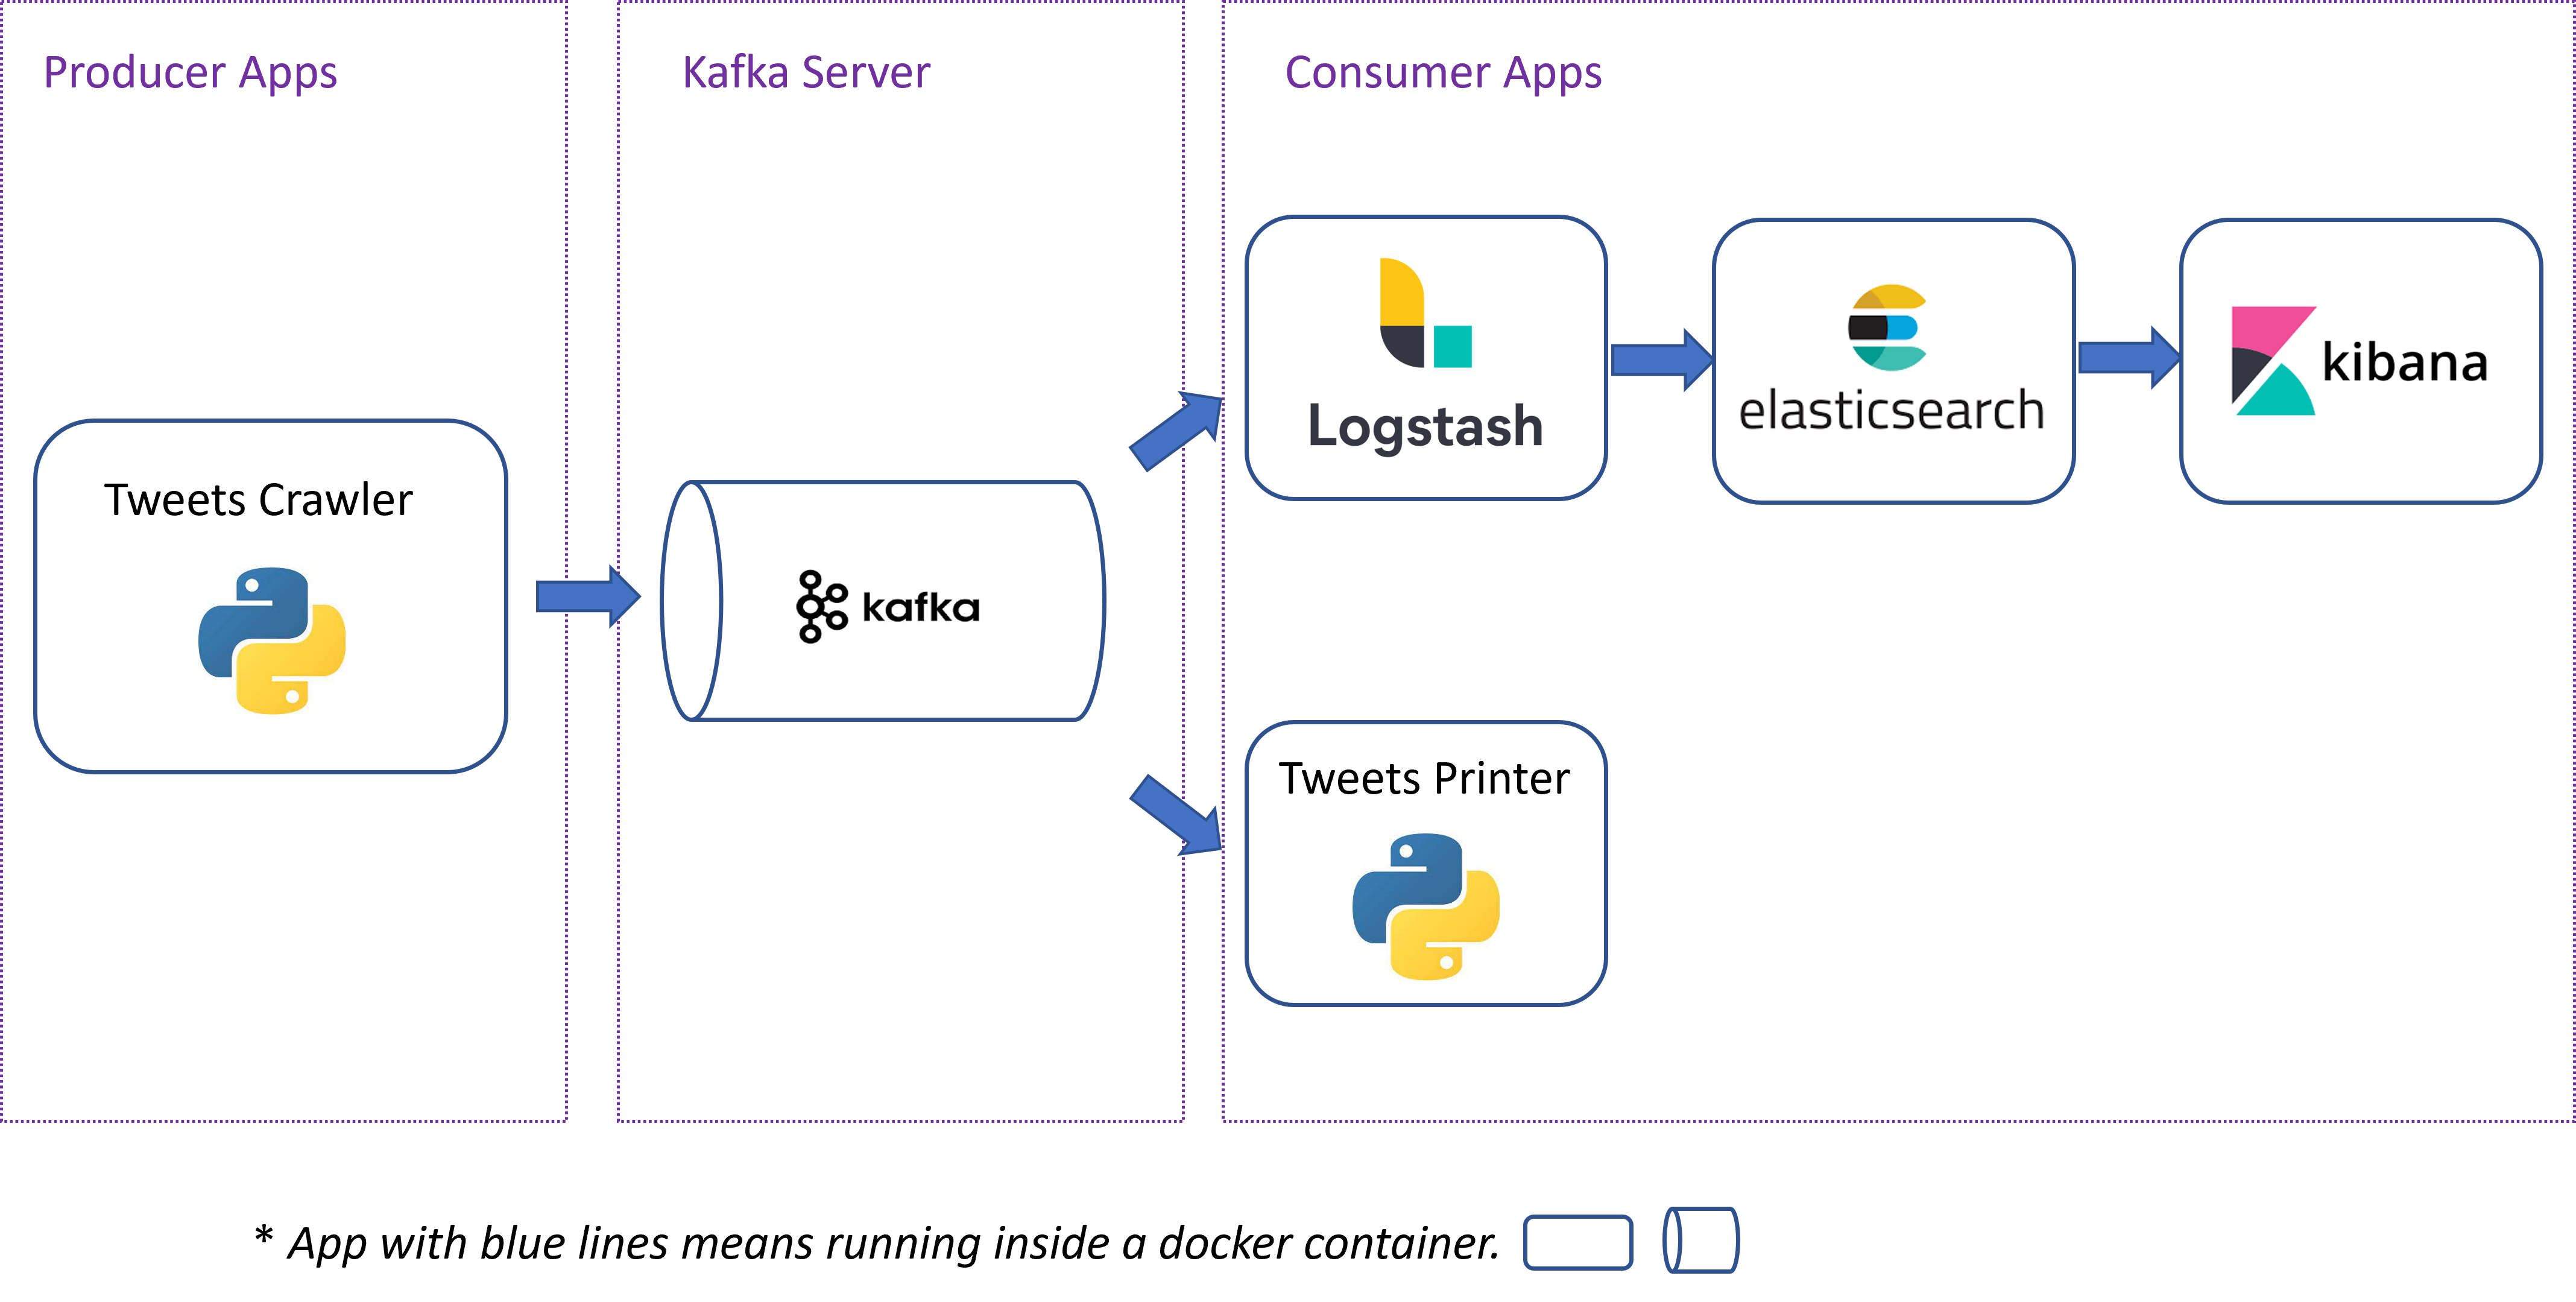 Producer Apps
Kafka Server
Consumer Apps
Logstash
elasticsearch
kibana
Tweets Crawler
kafka
Tweets Printer
* App with blue lines means running inside a docker container.